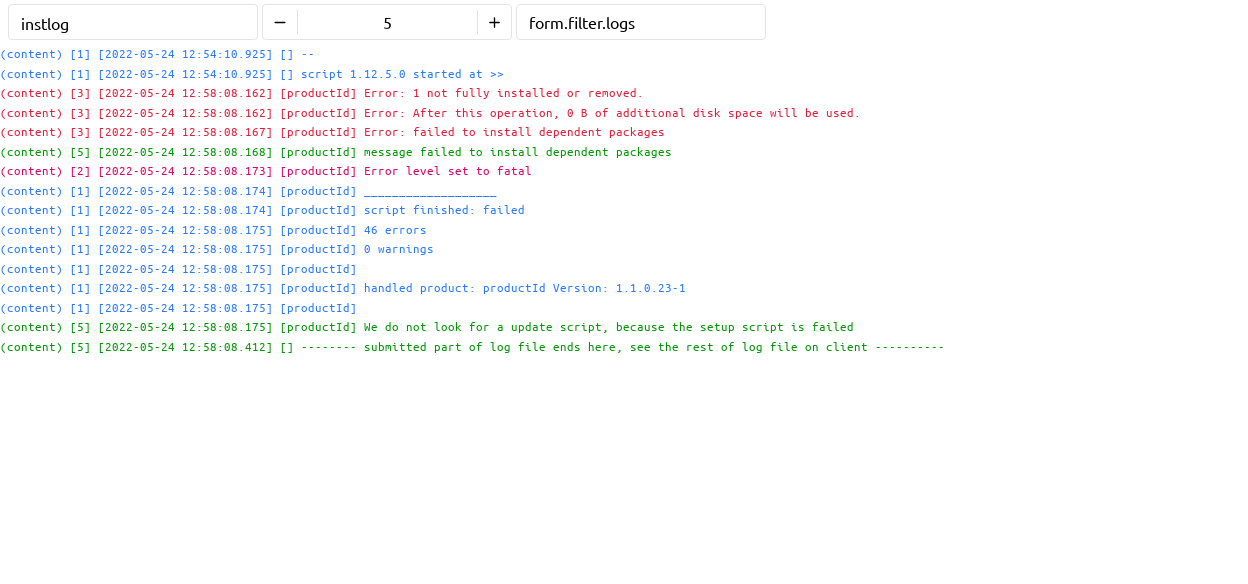 instlog − 5 + form.filter.logs
(content) [1] [2022-05-24 12:54:10.925] [] --
(content) [1] [2022-05-24 12:54:10.925] [] script 1.12.5.0 started at >>
(content) [3] [2022-05-24 12:58:08.162] [productId] Error: 1 not fully installed or removed.
(content) [3] [2022-05-24 12:58:08.162] [productId] Error: After this operation, 0 B of additional disk space will be used.
(content) [3] [2022-05-24 12:58:08.167] [productId] Error: failed to install dependent packages
(content) [5] [2022-05-24 12:58:08.168] [productId] message failed to install dependent packages
(content) [2] [2022-05-24 12:58:08.173] [productId] Error level set to fatal
(content) [1] [2022-05-24 12:58:08.174] [productId] ___________________
(content) [1] [2022-05-24 12:58:08.174] [productId] script finished: failed
(content) [1] [2022-05-24 12:58:08.175] [productId] 46 errors
(content) [1] [2022-05-24 12:58:08.175] [productId] 0 warnings
(content) [1] [2022-05-24 12:58:08.175] [productId]
(content) [1] [2022-05-24 12:58:08.175] [productId] handled product: productId Version: 1.1.0.23-1
(content) [1] [2022-05-24 12:58:08.175] [productId]
(content) [5] [2022-05-24 12:58:08.175] [productId] We do not look for a update script, because the setup script is failed
(content) [5] [2022-05-24 12:58:08.412] [] -------- submitted part of log file ends here, see the rest of log file on client ----------